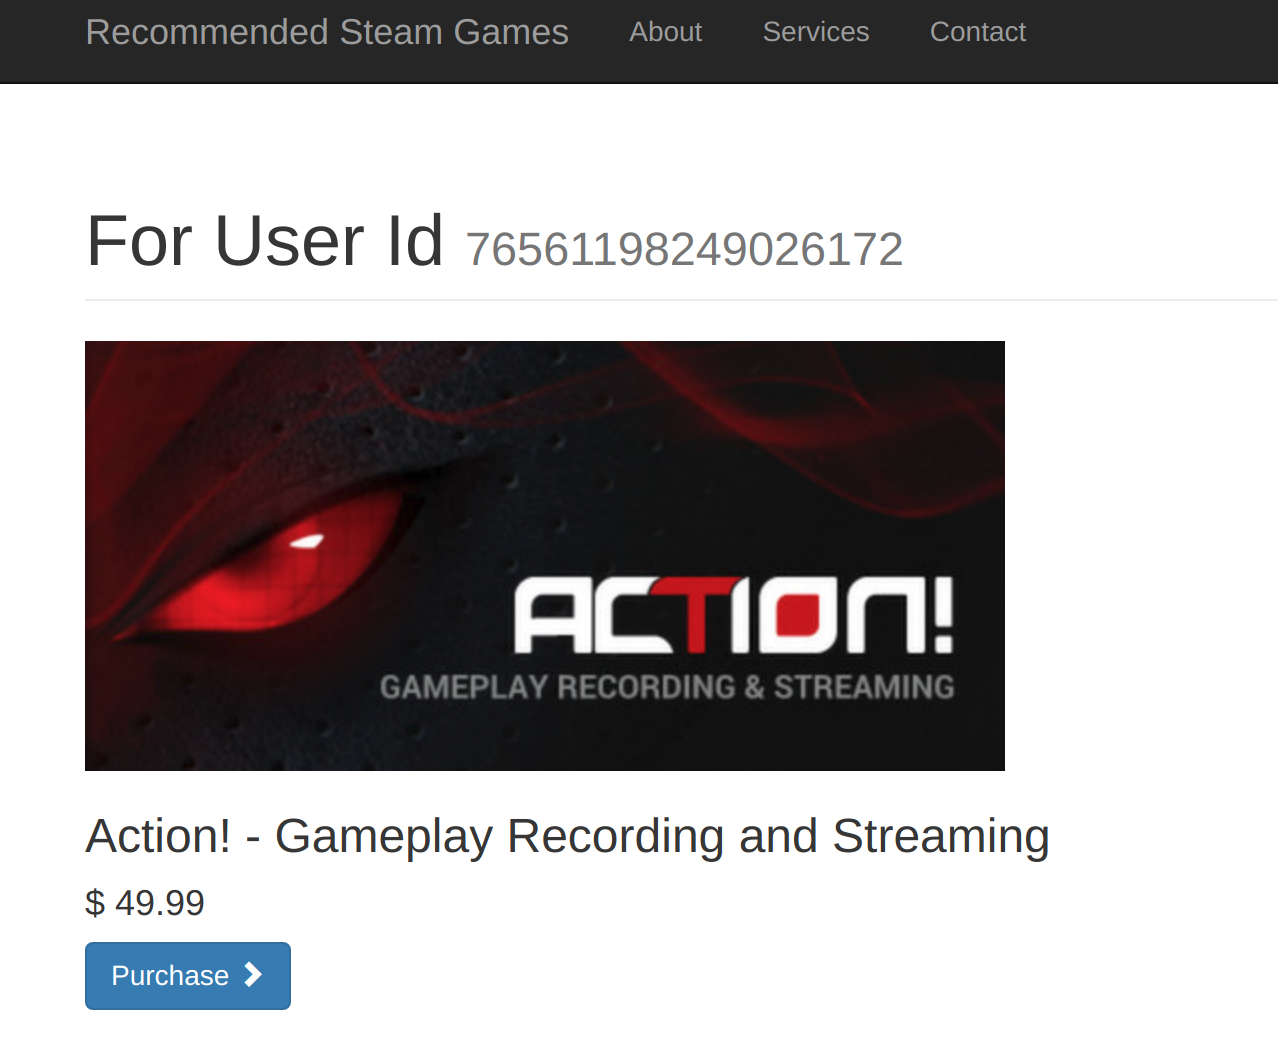 Recommended Steam Games About Services Contact
For User Id 76561198249026172
ACTION!
GAMEPLAY RECORDING & STREAMING
Action! - Gameplay Recording and Streaming
$ 49.99
Purchase